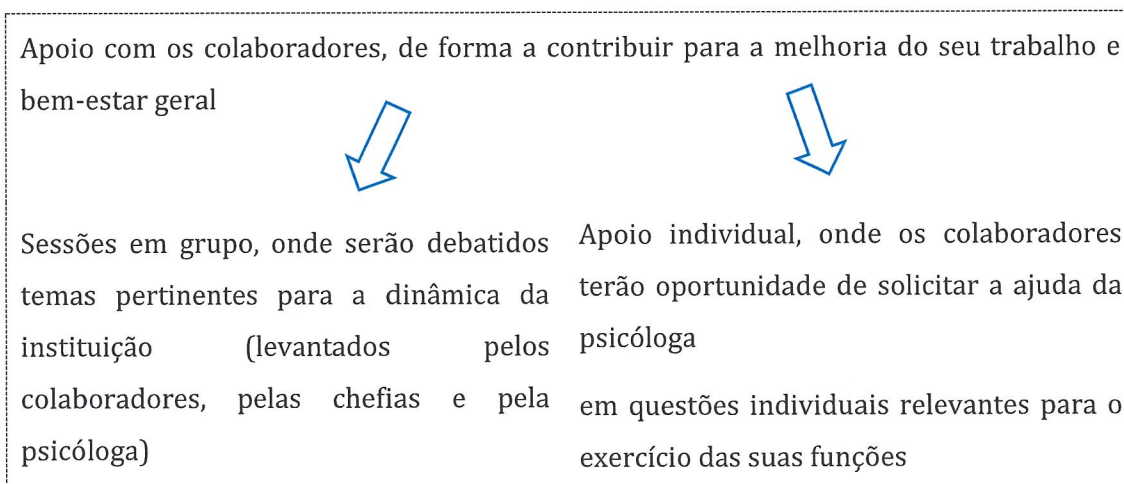 Apoio com os colaboradores, de forma a contribuir para a melhoria do seu trabalho e
bem-estar geral
Sessões em grupo, onde serão debatidos
temas pertinentes para a dinâmica da
instituição (levantados pelos
colaboradores, pelas chefias e pela
psicóloga)
Apoio individual, onde os colaboradores
terão oportunidade de solicitar a ajuda da
psicóloga
em questões individuais relevantes para o
exercício das suas funções